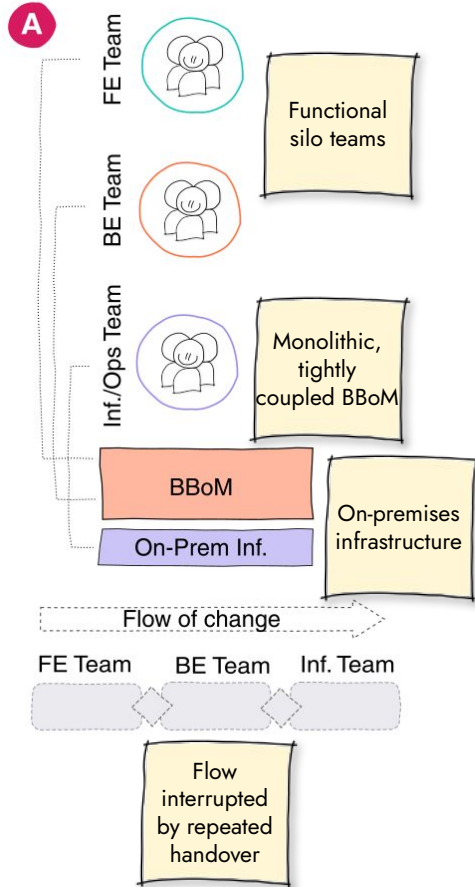 A
FE Team
Functional
silo teams
BE Team
Inf./Ops Team
Monolithic,
tightly
coupled BBoM
BBoM
On-Prem Inf.
On-premises
infrastructure
Flow of change
FE Team
BE Team
Inf. Team
Flow
interrupted
by repeated
handover